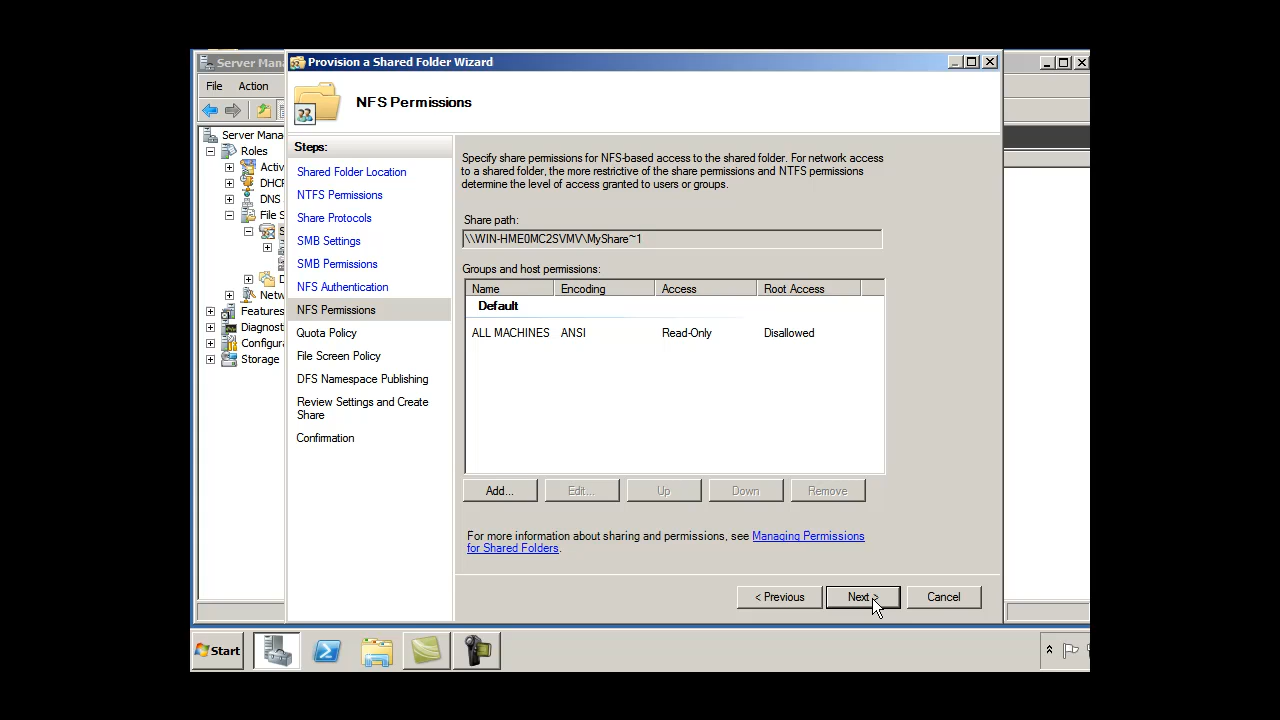 Server Man
Provision a Shared Folder Wizard
File Action
NFS Permissions
Server Mana
Roles
Activ
DHCP
DNS
File S
S
D
Netw
Features
Diagnost
Configura
Storage
Steps:
Shared Folder Location
NTFS Permissions
Share Protocols
SMB Settings
SMB Permissions
NFS Authentication
NFS Permissions
Quota Policy
File Screen Policy
DFS Namespace Publishing
Review Settings and Create
Share
Confirmation
Specify share permissions for NFS-based access to the shared folder. For network access
to a shared folder, the more restrictive of the share permissions and NTFS permissions
determine the level of access granted to users or groups.
Share path:
\\WIN-HME0MC2SVMV\MyShare~1
Groups and host permissions:
Name Encoding Access Root Access
Default
ALL MACHINES ANSI Read-Only Disallowed
Add... Edit... Up Down Remove
For more information about sharing and permissions, see Managing Permissions
for Shared Folders.
< Previous Next > Cancel
Start